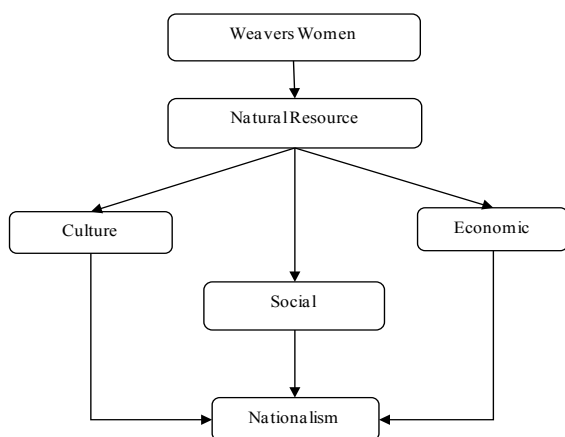 Weavers Women
Natural Resource
Culture
Economic
Social
Nationalism